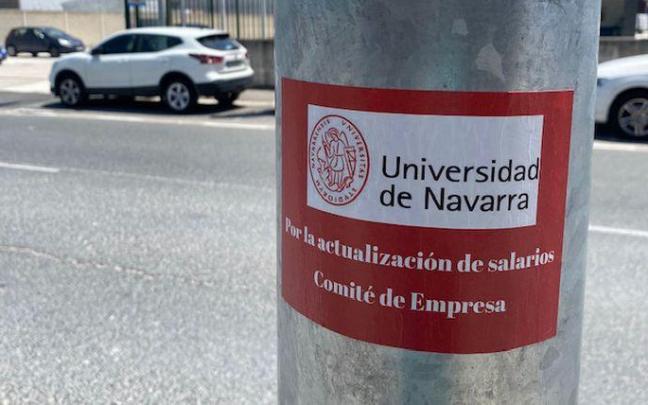 Universidad
de Navarra
Por la actualización de salarios
Comité de Empresa